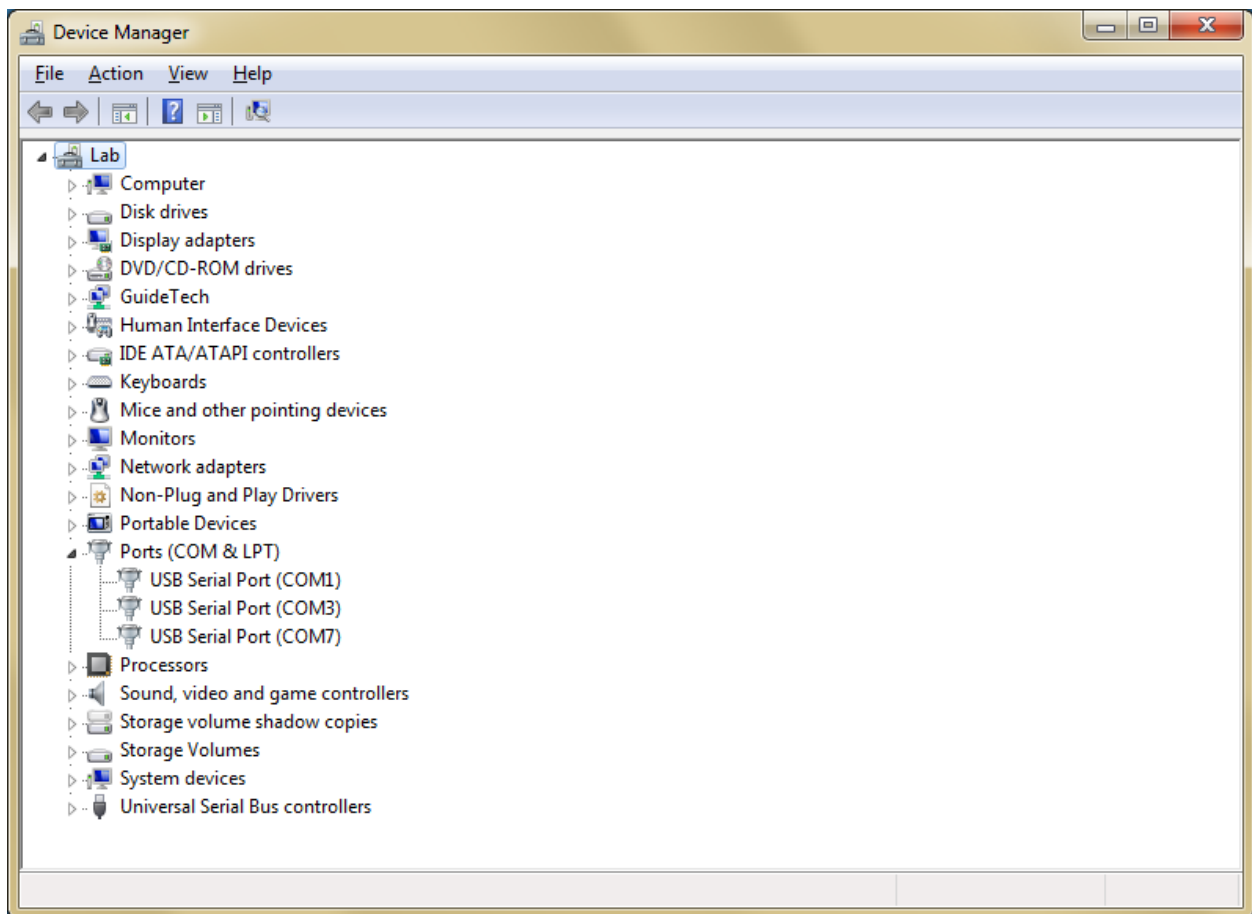 Device Manager
File Action View Help
Lab
Computer
Disk drives
Display adapters
DVD/CD-ROM drives
GuideTech
Human Interface Devices
IDE ATA/ATAPI controllers
Keyboards
Mice and other pointing devices
Monitors
Network adapters
Non-Plug and Play Drivers
Portable Devices
Ports (COM & LPT)
USB Serial Port (COM1)
USB Serial Port (COM3)
USB Serial Port (COM7)
Processors
Sound, video and game controllers
Storage volume shadow copies
Storage Volumes
System devices
Universal Serial Bus controllers